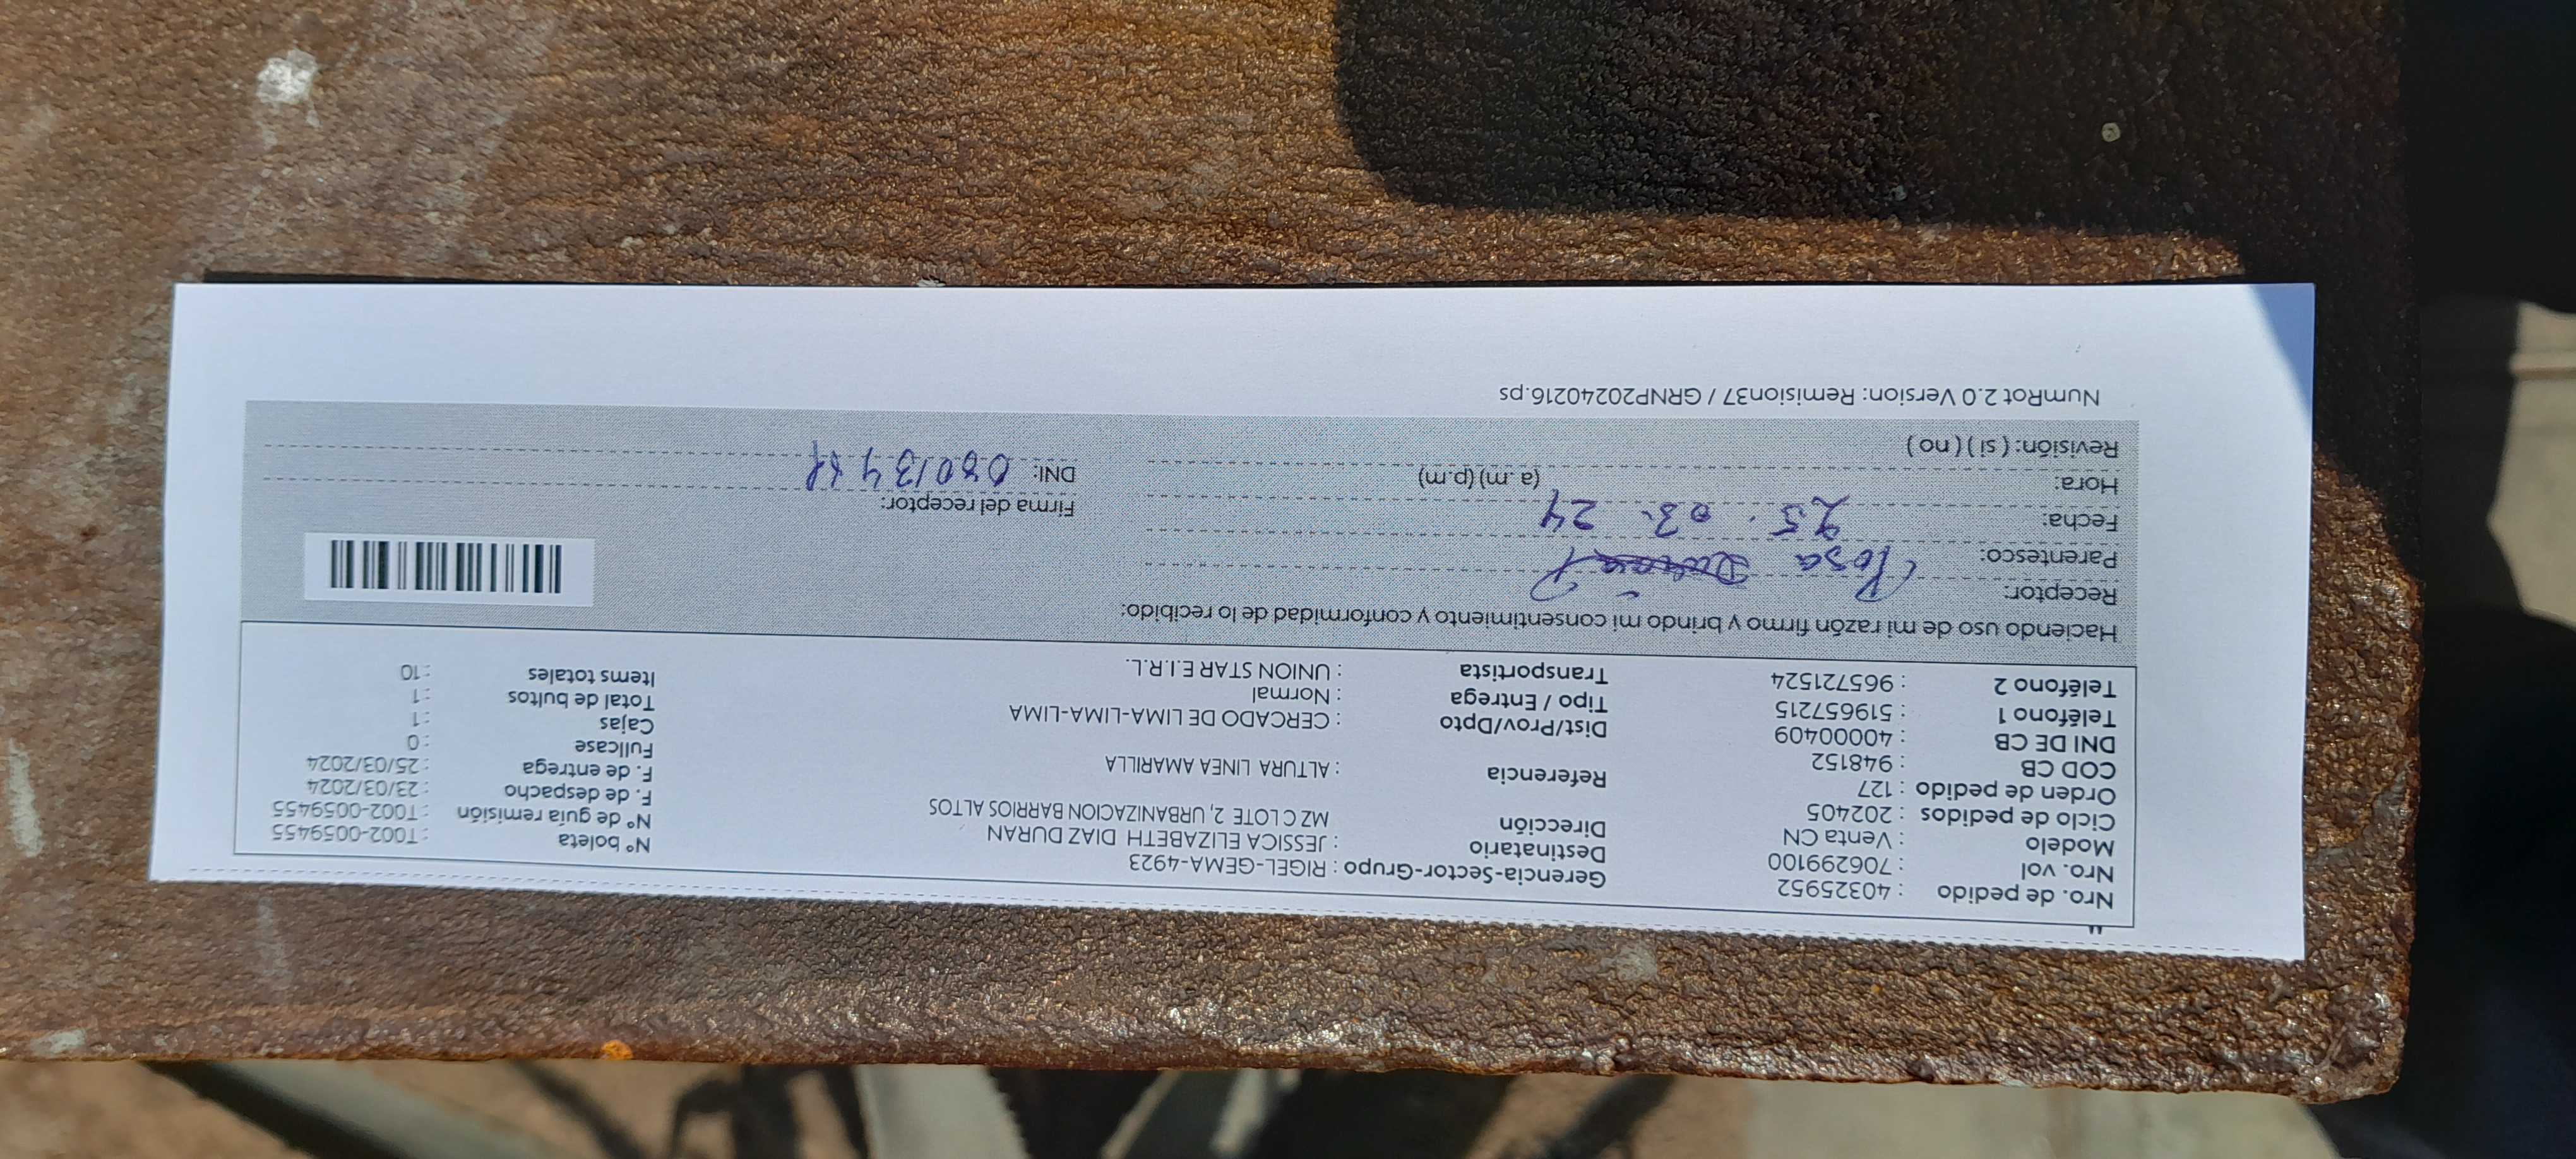 Nro. de pedido : 40325952
Nro. vol : 706299100
Modelo : Venta CN
Ciclo de pedidos : 202405
Orden de pedido : 127
COD CB : 948152
DNI DE CB : 40000409
Teléfono 1 : 519657215
Teléfono 2 : 965721524
Gerencia-Sector-Grupo : RIGEL-GEMA-4923
Destinatario : JESSICA ELIZABETH DIAZ DURAN
Dirección MZ C LOTE 2, URBANIZACION BARRIOS ALTOS
Referencia : ALTURA LINEA AMARILLA
Dist/Prov/Dpto : CERCADO DE LIMA-LIMA-LIMA
Tipo / Entrega : Normal
Transportista : UNION STAR E.I.R.L.
N° boleta : T002-0059455
N° de guía remisión : T002-0059455
F. de despacho : 23/03/2024
F. de entrega : 25/03/2024
Fullcase : 0
Cajas : 1
Total de bultos : 1
Items totales : 10
Haciendo uso de mi razón firmo y brindo mi consentimiento y conformidad de lo recibido:
Receptor:
Parentesco: Rosa
Fecha: 25.03.24
Hora: (a.m) (p.m)
Revisión: ( si ) ( no )
Firma del receptor:
DNI:
NumRot 2.0 Version: Remision37 / GRNP20240216.ps